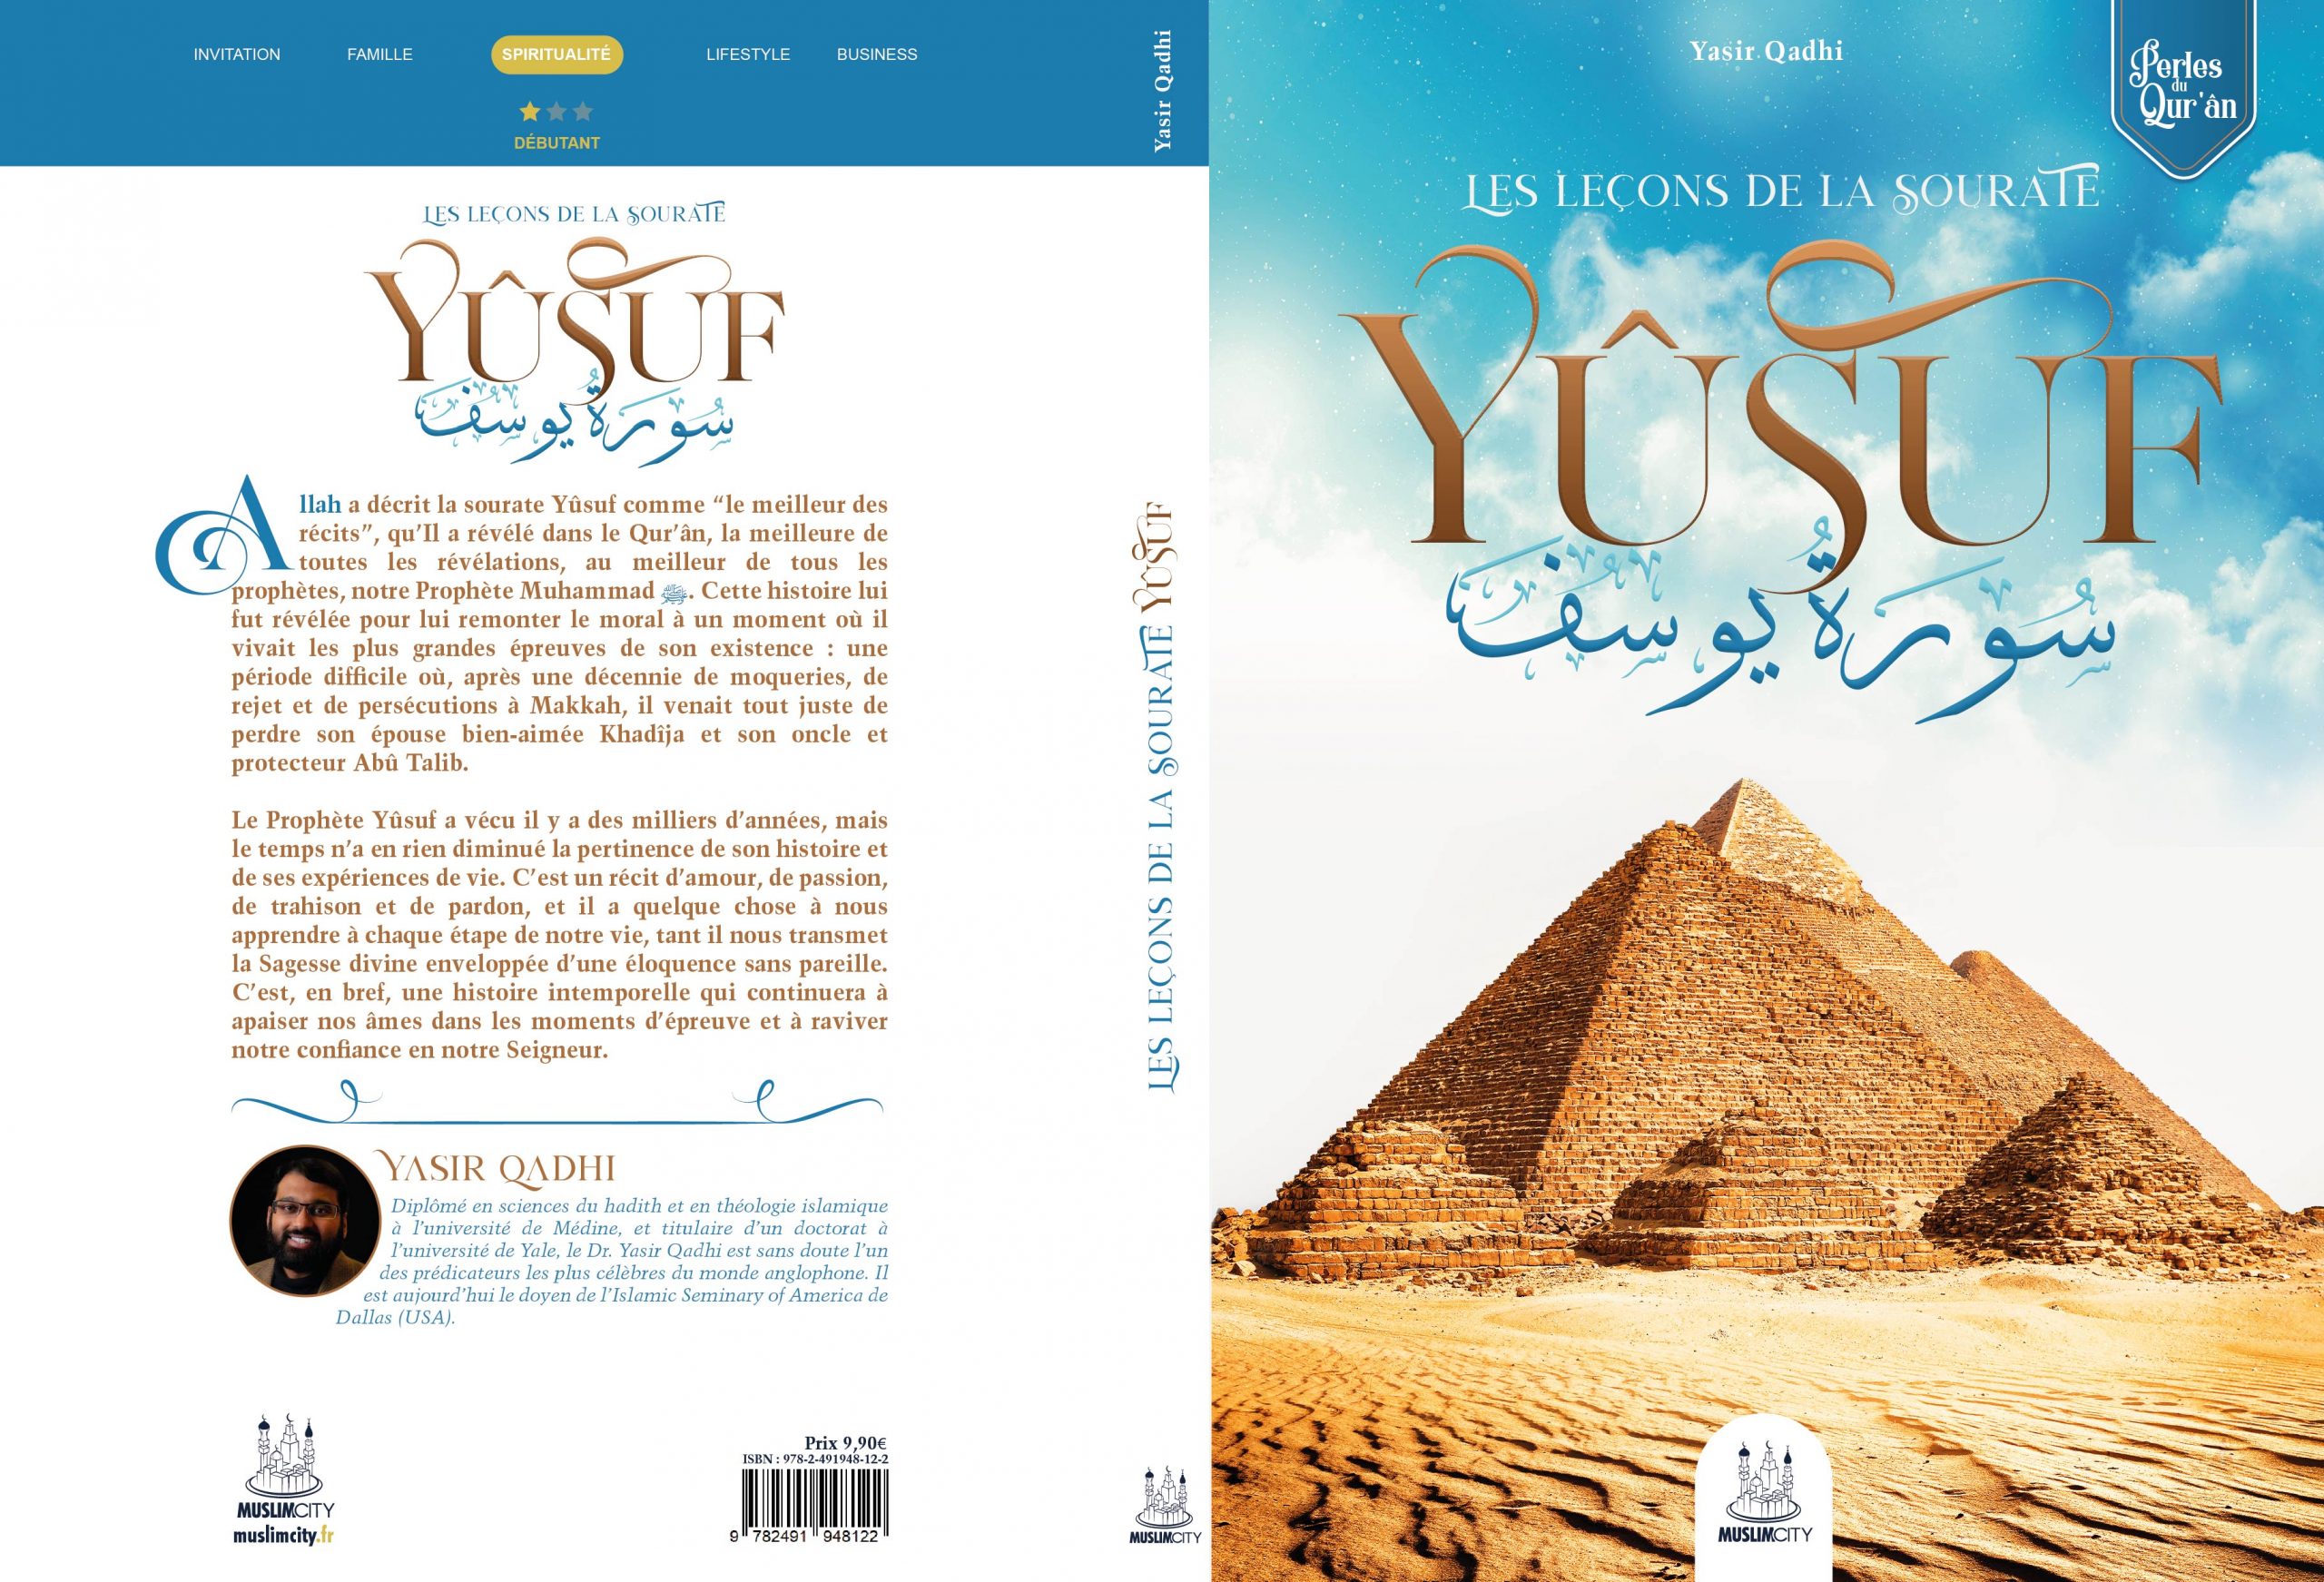 INVITATION FAMILLE SPIRITUALITÉ LIFESTYLE BUSINESS
DÉBUTANT
LES LEÇONS DE LA SOURATE
YÛSUF
سُورَةُ يُوسُفَ
Allah a décrit la sourate Yûsuf comme “le meilleur des
récits”, qu’Il a révélé dans le Qur’ân, la meilleure de
toutes les révélations, au meilleur de tous les
prophètes, notre Prophète Muhammad ﷺ. Cette histoire lui
fut révélée pour lui remonter le moral à un moment où il
vivait les plus grandes épreuves de son existence : une
période difficile où, après une décennie de moqueries, de
rejet et de persécutions à Makkah, il venait tout juste de
perdre son épouse bien-aimée Khadîja et son oncle et
protecteur Abû Talib.
Le Prophète Yûsuf a vécu il y a des milliers d’années, mais
le temps n’a en rien diminué la pertinence de son histoire et
de ses expériences de vie. C’est un récit d’amour, de passion,
de trahison et de pardon, et il a quelque chose à nous
apprendre à chaque étape de notre vie, tant il nous transmet
la Sagesse divine enveloppée d’une éloquence sans pareille.
C’est, en bref, une histoire intemporelle qui continuera à
apaiser nos âmes dans les moments d’épreuve et à raviver
notre confiance en notre Seigneur.
YASIR QADHI
Diplômé en sciences du hadith et en théologie islamique
à l’université de Médine, et titulaire d’un doctorat à
l’université de Yale, le Dr. Yasir Qadhi est sans doute l’un
des prédicateurs les plus célèbres du monde anglophone. Il
est aujourd’hui le doyen de l’Islamic Seminary of America de
Dallas (USA).
MUSLIMCITY
muslimcity.fr
Prix 9,90€
ISBN : 978-2-491948-12-2
9 782491 948122
Yasir Qadhi
LES LEÇONS DE LA SOURATE YÛSUF
MUSLIMCITY
Yasir Qadhi
Perles
du
Qur'ân
LES LEÇONS DE LA SOURATE
YÛSUF
سُورَةُ يُوسُفَ
MUSLIMCITY